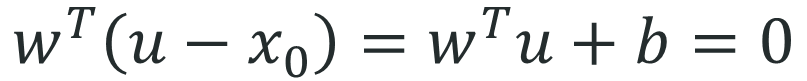 $w^T(u - x_0) = w^T u + b = 0$